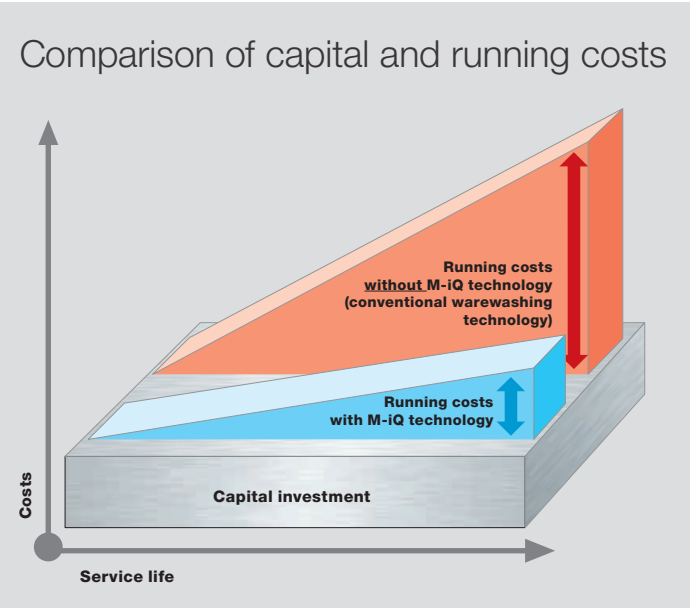 Comparison of capital and running costs
Running costs
without M-iQ technology
(conventional warewashing
technology)
Running costs
with M-iQ technology
Capital investment
Costs
Service life